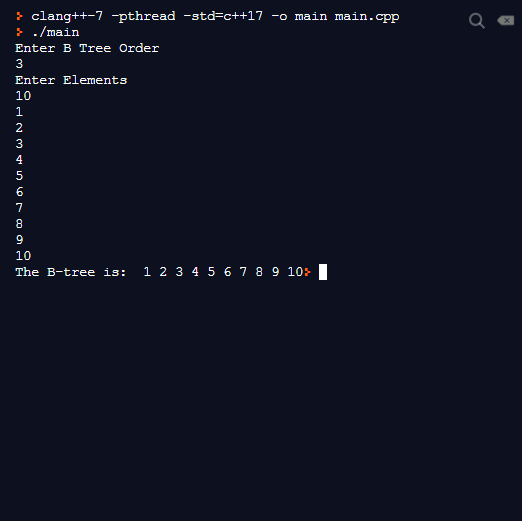 clang++-7 -pthread -std=c++17 -o main main.cpp
./main
Enter B Tree Order
3
Enter Elements
10
1
2
3
4
5
6
7
8
9
10
The B-tree is:  1 2 3 4 5 6 7 8 9 10